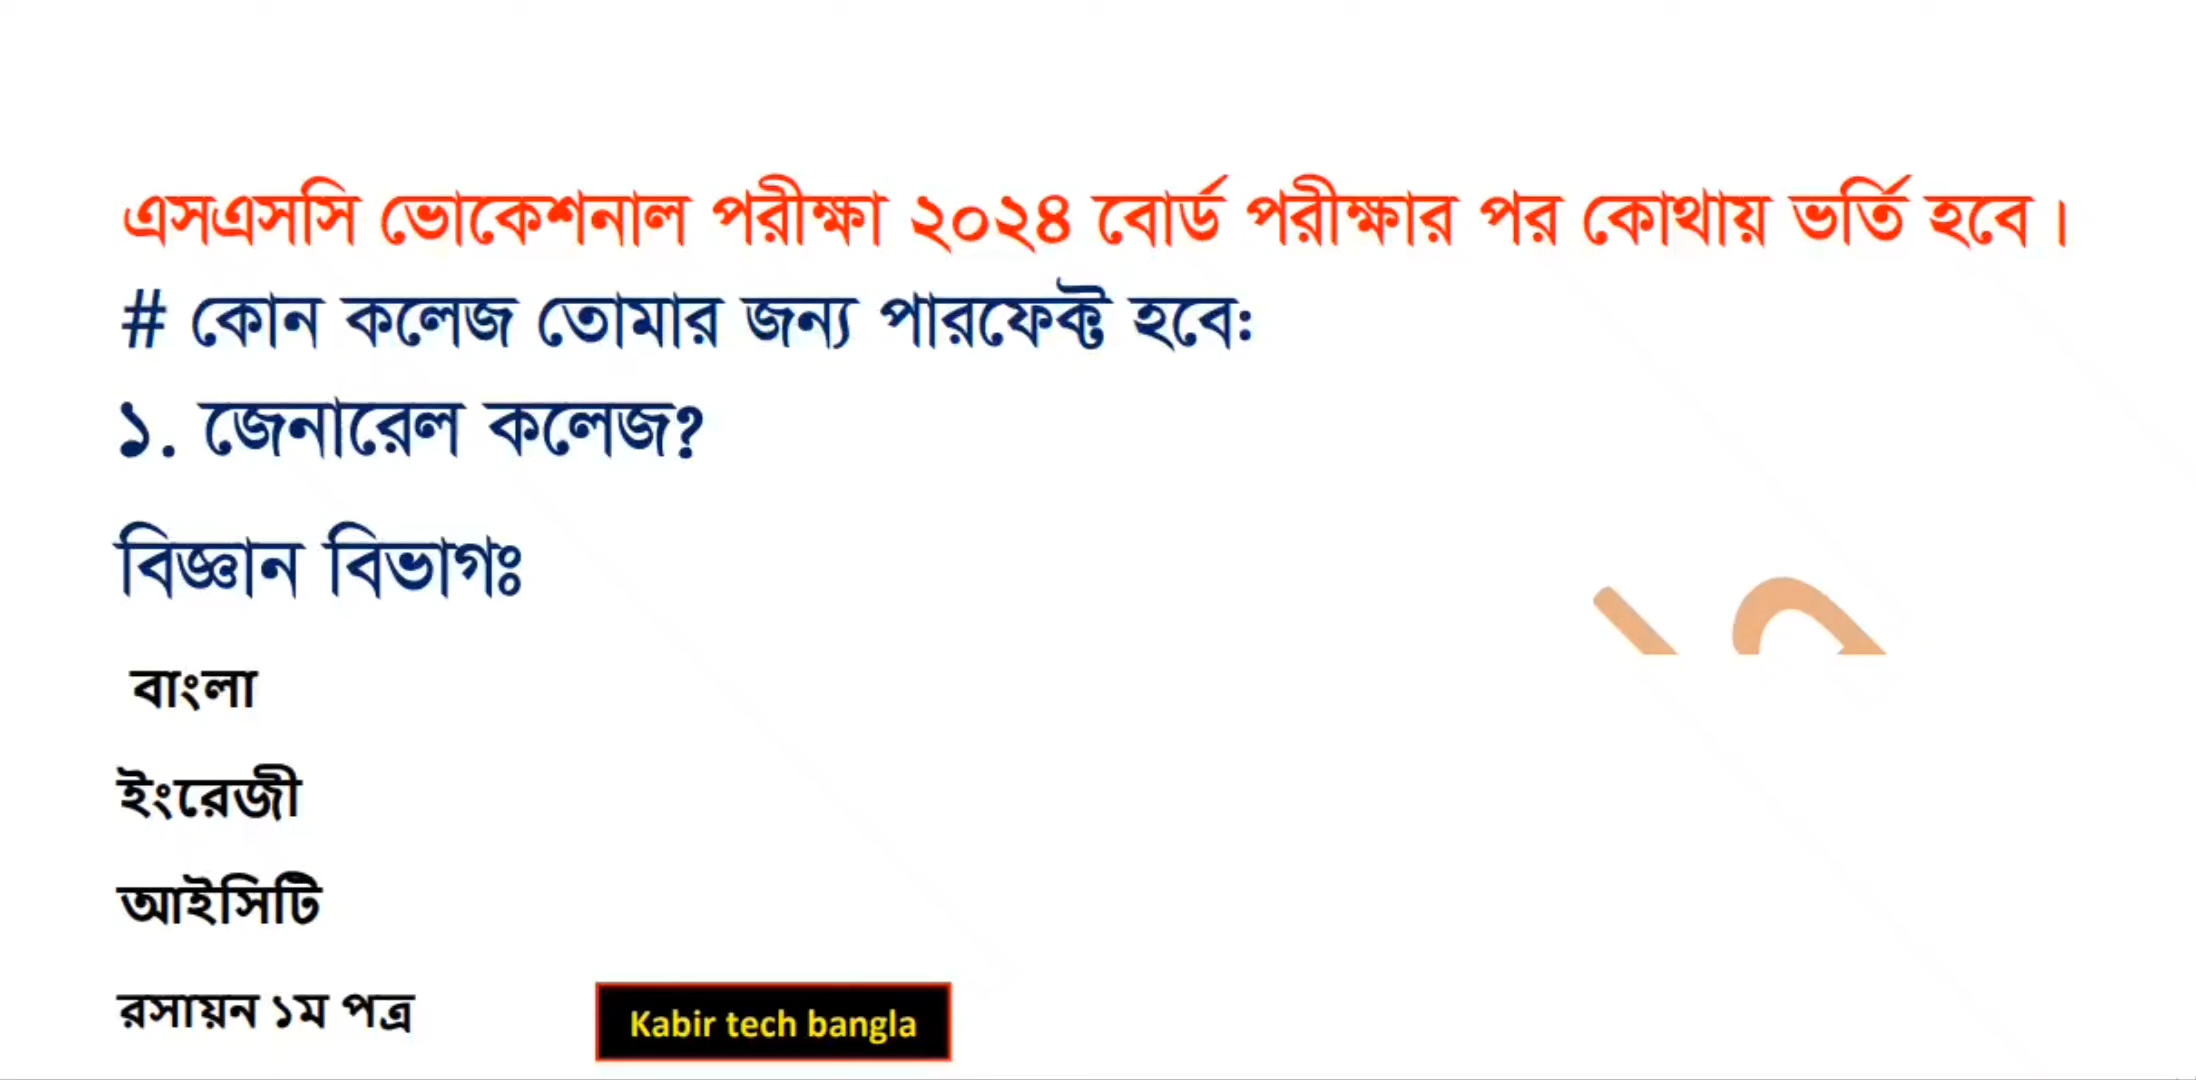 এসএসসি ভোকেশনাল পরীক্ষা ২০২৪ বোর্ড পরীক্ষার পর কোথায় ভর্তি হবে।
# কোন কলেজ তোমার জন্য পারফেক্ট হবে:
১. জেনারেল কলেজ?
বিজ্ঞান বিভাগঃ
বাংলা
ইংরেজী
আইসিটি
রসায়ন ১ম পত্র
Kabir tech bangla